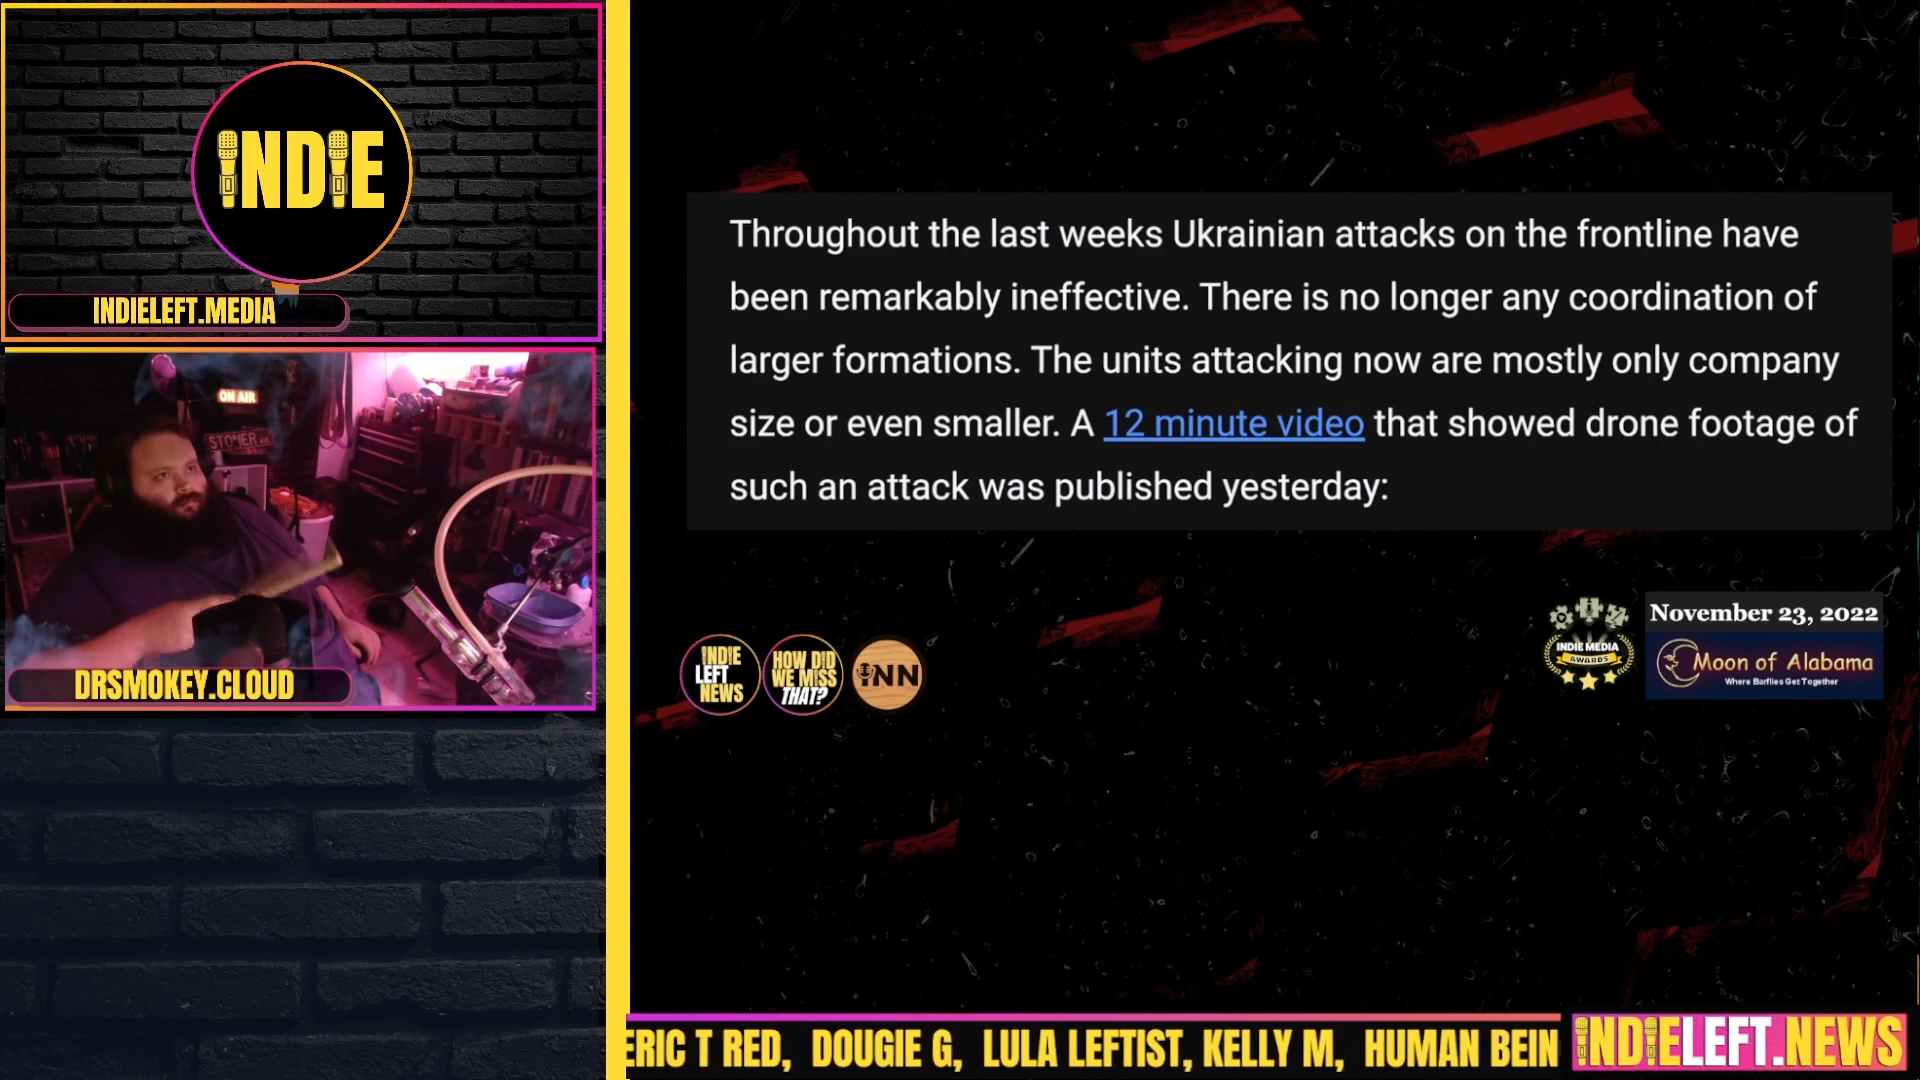 INDIE
INDIELEFT.MEDIA
ON AIR
STONER AVE
DRSMOKEY.CLOUD
Throughout the last weeks Ukrainian attacks on the frontline have
been remarkably ineffective. There is no longer any coordination of
larger formations. The units attacking now are mostly only company
size or even smaller. A 12 minute video that showed drone footage of
such an attack was published yesterday:
INDIE
LEFT
NEWS
HOW DID
WE MISS
THAT?
INN
INDIE MEDIA
AWARDS
November 23, 2022
Moon of Alabama
Where Barflies Get Together
ERIC T RED, DOUGIE G, LULA LEFTIST, KELLY M, HUMAN BEIN
INDIELEFT.NEWS